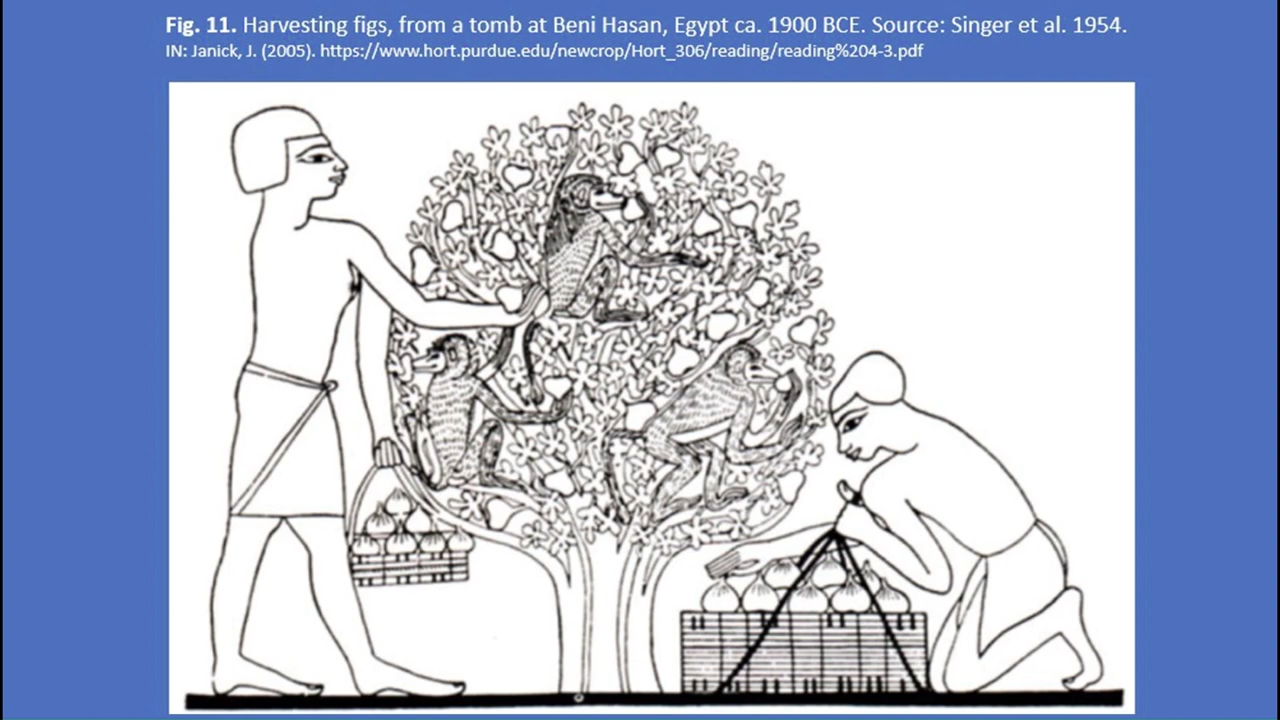 Fig. 11. Harvesting figs, from a tomb at Beni Hasan, Egypt ca. 1900 BCE. Source: Singer et al. 1954.
IN: Janick, J. (2005). https://www.hort.purdue.edu/newcrop/Hort_306/reading/reading%204-3.pdf